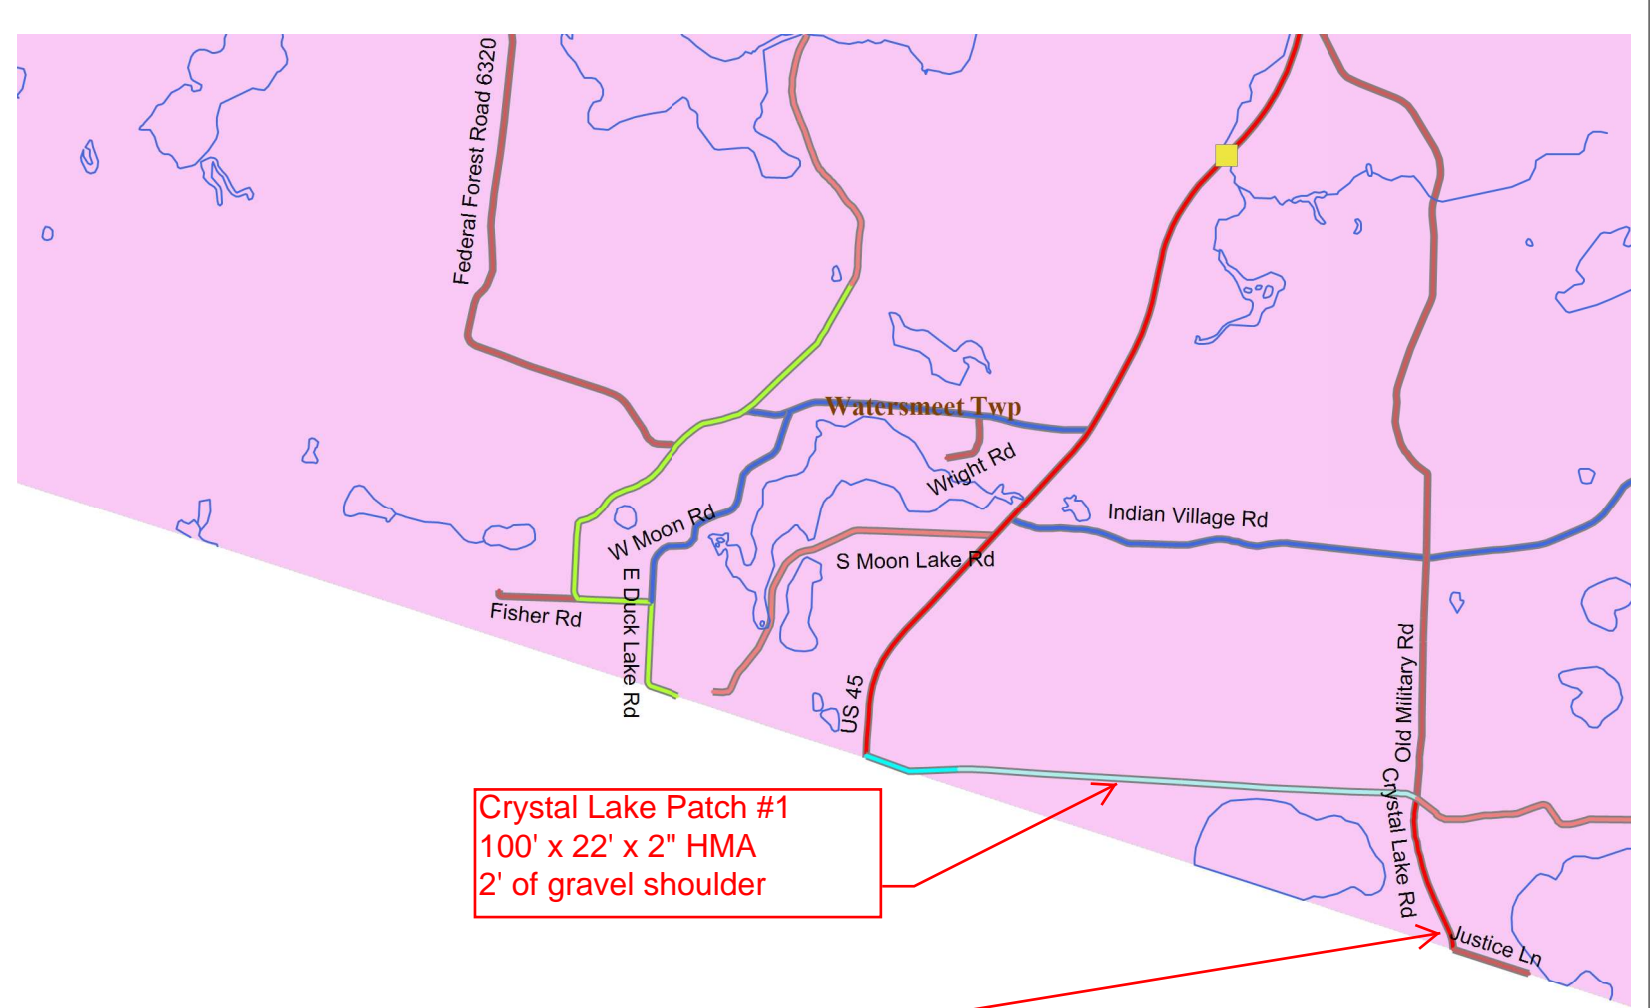 Federal Forest Road 6320
Watersmeet Twp
Wright Rd
W Moon Rd
Indian Village Rd
S Moon Lake Rd
Fisher Rd
E Duck Lake Rd
US 45
Old Military Rd
Crystal Lake Rd
Crystal Lake Patch #1
100' x 22' x 2" HMA
2' of gravel shoulder
Justice Ln